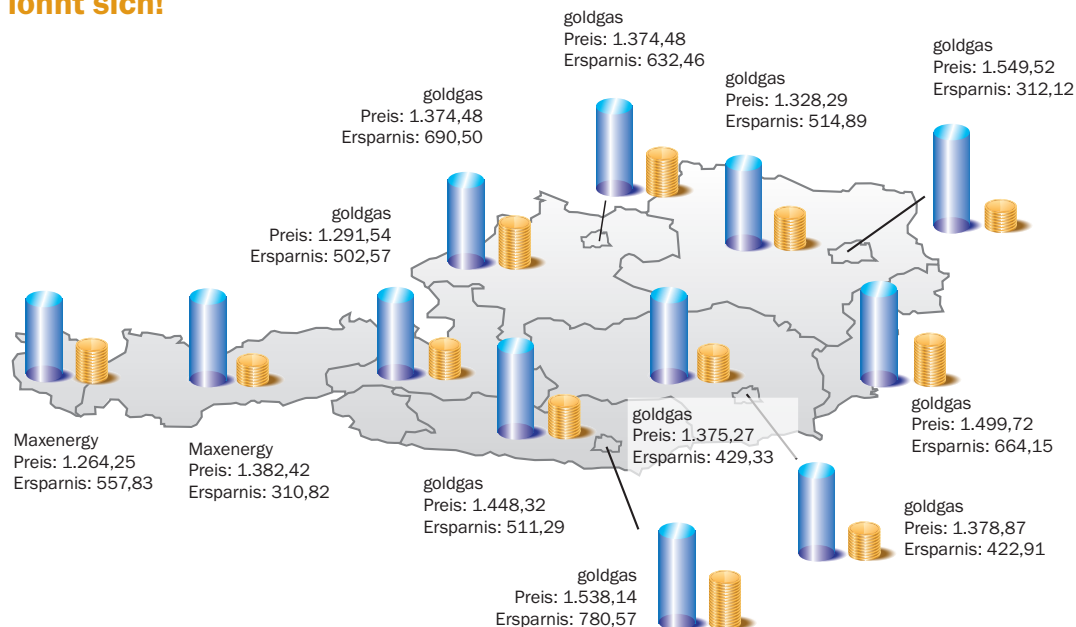 lohnt sich!
goldgas
Preis: 1.374,48
Ersparnis: 632,46
goldgas
Preis: 1.549,52
Ersparnis: 312,12
goldgas
Preis: 1.328,29
Ersparnis: 514,89
goldgas
Preis: 1.374,48
Ersparnis: 690,50
goldgas
Preis: 1.291,54
Ersparnis: 502,57
Maxenergy
Preis: 1.264,25
Ersparnis: 557,83
Maxenergy
Preis: 1.382,42
Ersparnis: 310,82
goldgas
Preis: 1.448,32
Ersparnis: 511,29
goldgas
Preis: 1.375,27
Ersparnis: 429,33
goldgas
Preis: 1.499,72
Ersparnis: 664,15
goldgas
Preis: 1.378,87
Ersparnis: 422,91
goldgas
Preis: 1.538,14
Ersparnis: 780,57